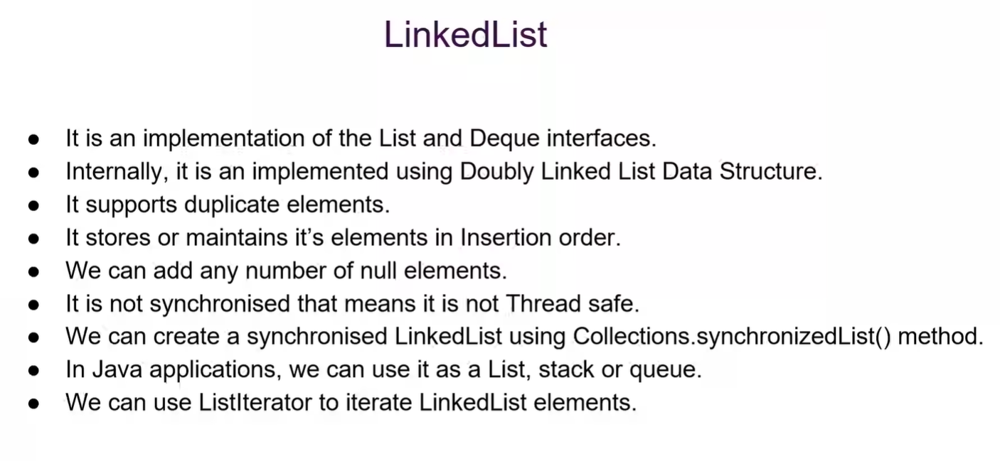 LinkedList
● It is an implementation of the List and Deque interfaces.
● Internally, it is an implemented using Doubly Linked List Data Structure.
● It supports duplicate elements.
● It stores or maintains it’s elements in Insertion order.
● We can add any number of null elements.
● It is not synchronised that means it is not Thread safe.
● We can create a synchronised LinkedList using Collections.synchronizedList() method.
● In Java applications, we can use it as a List, stack or queue.
● We can use ListIterator to iterate LinkedList elements.